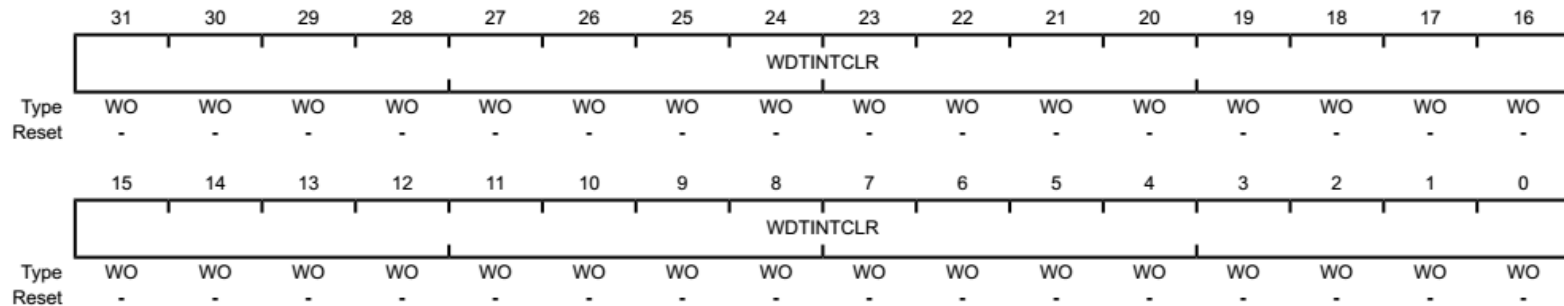 31 30 29 28 27 26 25 24 23 22 21 20 19 18 17 16
WDTINTCLR
Type WO WO WO WO WO WO WO WO WO WO WO WO WO WO WO WO
Reset - - - - - - - - - - - - - - - -
15 14 13 12 11 10 9 8 7 6 5 4 3 2 1 0
WDTINTCLR
Type WO WO WO WO WO WO WO WO WO WO WO WO WO WO WO WO
Reset - - - - - - - - - - - - - - - -